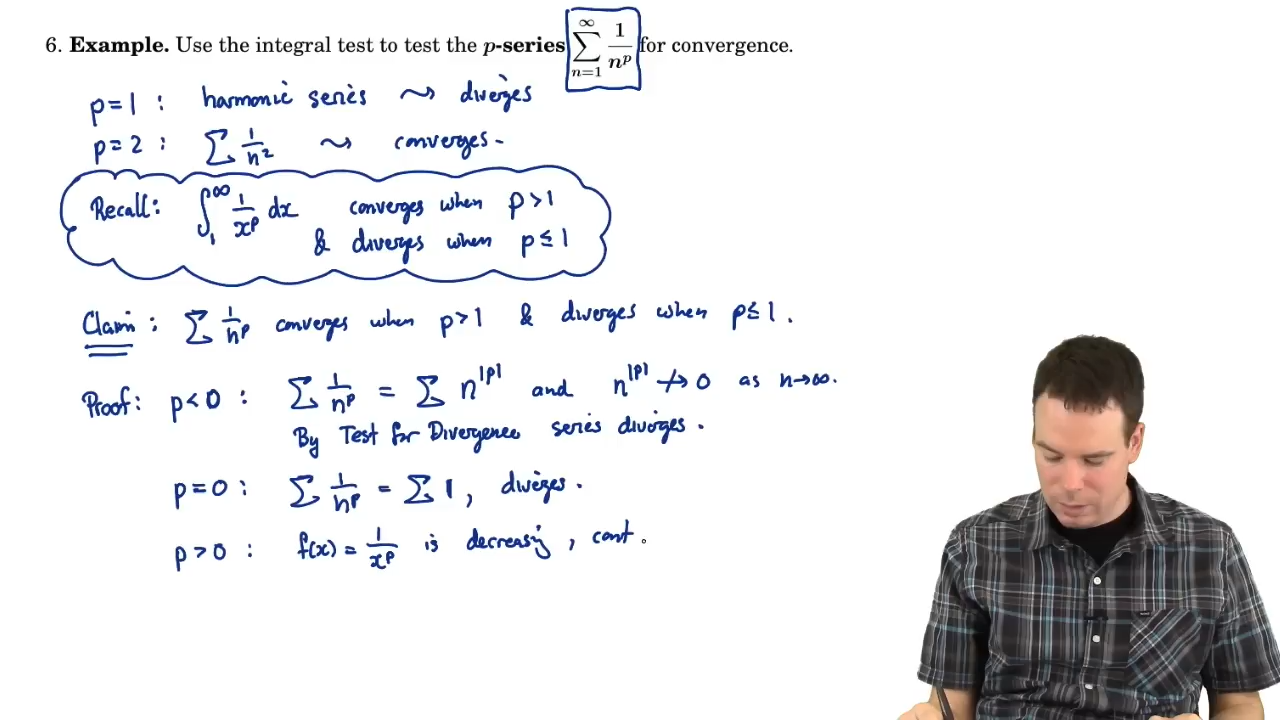 6. Example. Use the integral test to test the p-series ∑_{n=1}^{∞} 1/n^p for convergence.
p=1 : harmonic series ⇝ diverges
p=2 : ∑ 1/n² ⇝ converges.
Recall: ∫_1^∞ 1/x^p dx converges when p>1
& diverges when p≤1
Claim: ∑ 1/n^p converges when p>1 & diverges when p≤1.
Proof: p<0 : ∑ 1/n^p = ∑ n^|p| and n^|p| ↛ 0 as n→∞.
By Test for Divergence series diverges.
p=0 : ∑ 1/n^p = ∑ 1, diverges.
p>0 : f(x) = 1/x^p is decreasing, cont.